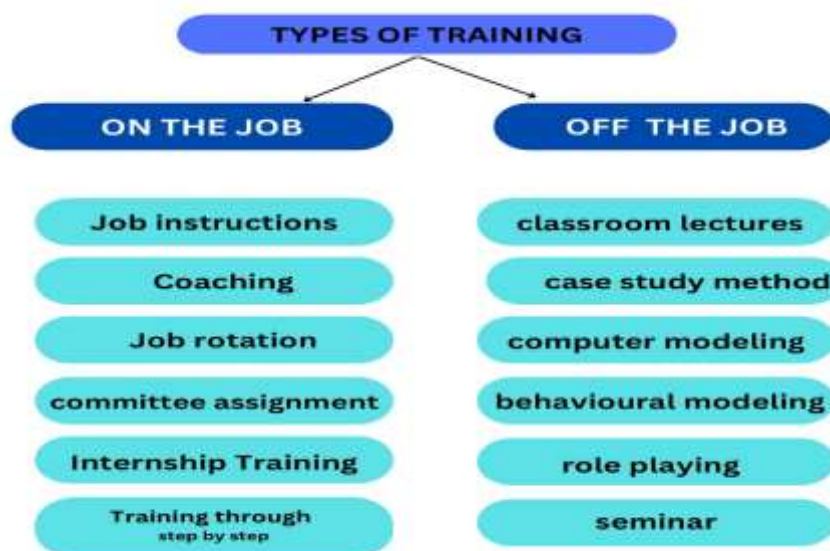 TYPES OF TRAINING
ON THE JOB
Job instructions
Coaching
Job rotation
committee assignment
Internship Training
Training through
step by step
OFF THE JOB
classroom lectures
case study method
computer modeling
behavioural modeling
role playing
seminar